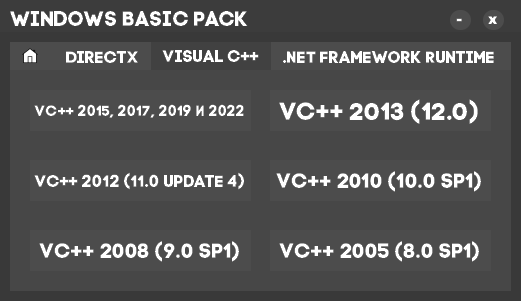 WINDOWS BASIC PACK
- X
DIRECTX VISUAL C++ .NET FRAMEWORK RUNTIME
VC++ 2015, 2017, 2019 И 2022
VC++ 2013 (12.0)
VC++ 2012 (11.0 UPDATE 4)
VC++ 2010 (10.0 SP1)
VC++ 2008 (9.0 SP1)
VC++ 2005 (8.0 SP1)